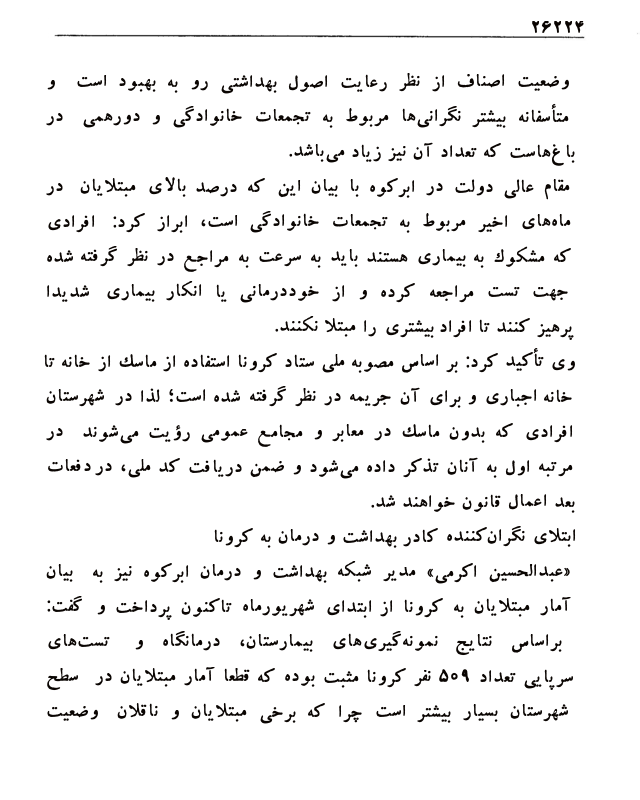 ۲۶۲۲۴
وضعیت اصناف از نظر رعایت اصول بهداشتی رو به بهبود است و
متأسفانه بیشتر نگرانی‌ها مربوط به تجمعات خانوادگی و دورهمی در
باغ‌هاست که تعداد آن نیز زیاد می‌باشد.
مقام عالی دولت در ابرکوه با بیان این که درصد بالای مبتلایان در
ماه‌های اخیر مربوط به تجمعات خانوادگی است، ابراز کرد: افرادی
که مشکوک به بیماری هستند باید به سرعت به مراجع در نظر گرفته شده
جهت تست مراجعه کرده و از خوددرمانی یا انکار بیماری شدیدا
پرهیز کنند تا افراد بیشتری را مبتلا نکنند.
وی تأکید کرد: بر اساس مصوبه ملی ستاد کرونا استفاده از ماسک از خانه تا
خانه اجباری و برای آن جریمه در نظر گرفته شده است؛ لذا در شهرستان
افرادی که بدون ماسک در معابر و مجامع عمومی رؤیت می‌شوند در
مرتبه اول به آنان تذکر داده می‌شود و ضمن دریافت کد ملی، در دفعات
بعد اعمال قانون خواهند شد.
ابتلای نگران‌کننده کادر بهداشت و درمان به کرونا
«عبدالحسین اکرمی» مدیر شبکه بهداشت و درمان ابرکوه نیز به بیان
آمار مبتلایان به کرونا از ابتدای شهریورماه تاکنون پرداخت و گفت:
براساس نتایج نمونه‌گیری‌های بیمارستان، درمانگاه و تست‌های
سرپایی تعداد ۵۰۹ نفر کرونا مثبت بوده که قطعا آمار مبتلایان در سطح
شهرستان بسیار بیشتر است چرا که برخی مبتلایان و ناقلان وضعیت